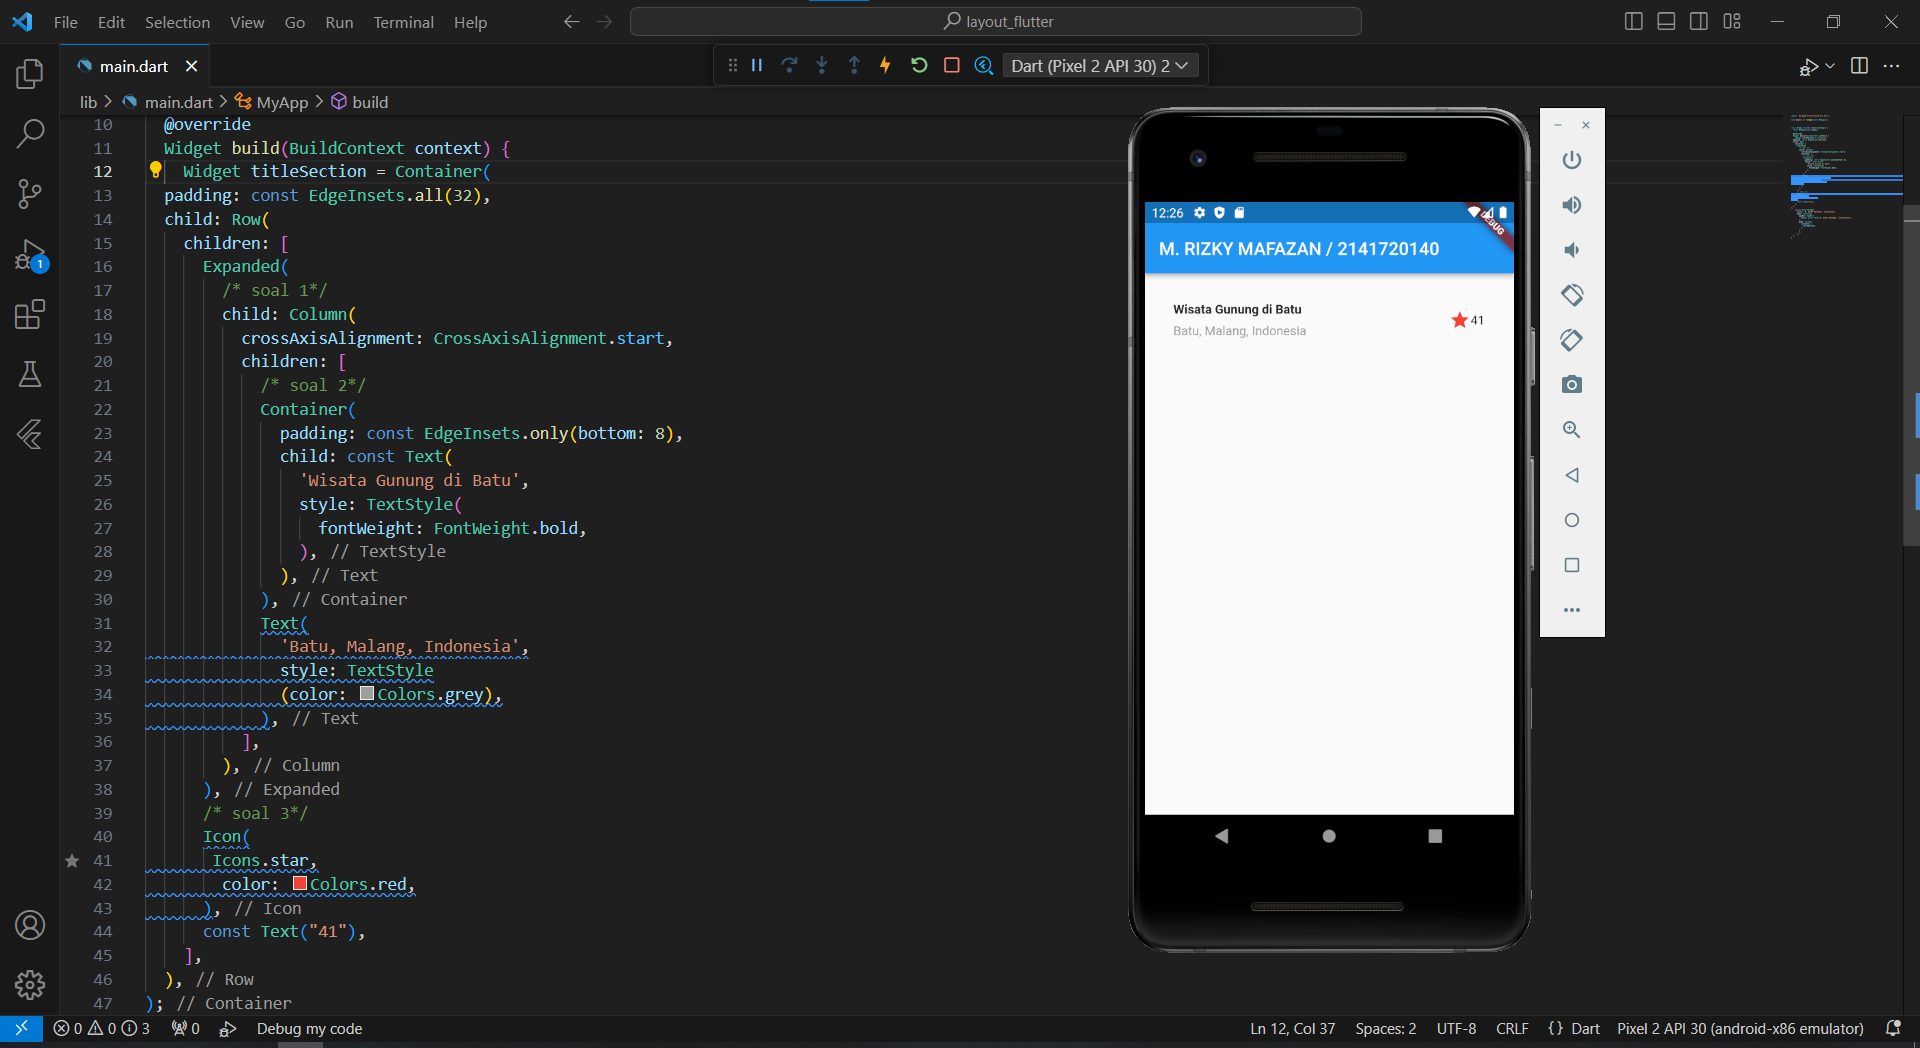 File Edit Selection View Go Run Terminal Help
layout_flutter
main.dart
Dart (Pixel 2 API 30) 2
lib > main.dart > MyApp > build
10 @override
11 Widget build(BuildContext context) {
12 Widget titleSection = Container(
13 padding: const EdgeInsets.all(32),
14 child: Row(
15 children: [
16 Expanded(
17 /* soal 1*/
18 child: Column(
19 crossAxisAlignment: CrossAxisAlignment.start,
20 children: [
21 /* soal 2*/
22 Container(
23 padding: const EdgeInsets.only(bottom: 8),
24 child: const Text(
25 'Wisata Gunung di Batu',
26 style: TextStyle(
27 fontWeight: FontWeight.bold,
28 ), // TextStyle
29 ), // Text
30 ), // Container
31 Text(
32 'Batu, Malang, Indonesia',
33 style: TextStyle
34 (color: Colors.grey),
35 ), // Text
36 ],
37 ), // Column
38 ), // Expanded
39 /* soal 3*/
40 Icon(
41 Icons.star,
42 color: Colors.red,
43 ), // Icon
44 const Text("41"),
45 ],
46 ), // Row
47 ); // Container
1
12:26
DEBUG
M. RIZKY MAFAZAN / 2141720140
Wisata Gunung di Batu
41
Batu, Malang, Indonesia
0 0 3 0 Debug my code
Ln 12, Col 37 Spaces: 2 UTF-8 CRLF {} Dart Pixel 2 API 30 (android-x86 emulator)